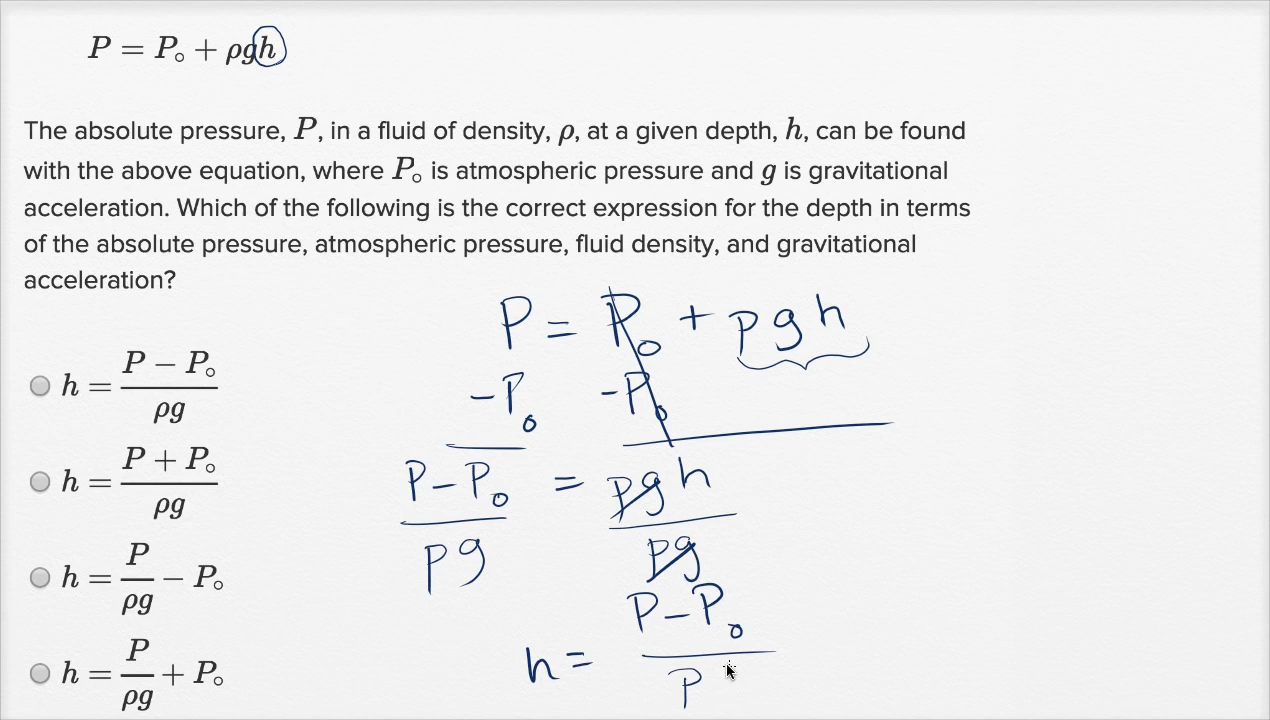 P = P∘ + ρgh
The absolute pressure, P, in a fluid of density, ρ, at a given depth, h, can be found
with the above equation, where P∘ is atmospheric pressure and g is gravitational
acceleration. Which of the following is the correct expression for the depth in terms
of the absolute pressure, atmospheric pressure, fluid density, and gravitational
acceleration?
h = (P − P∘)/ρg
h = (P + P∘)/ρg
h = P/ρg − P∘
h = P/ρg + P∘
P = P₀ + ρgh
−P₀ −P₀
P−P₀ = ρgh
ρg ρg
P−P₀
h =
ρ